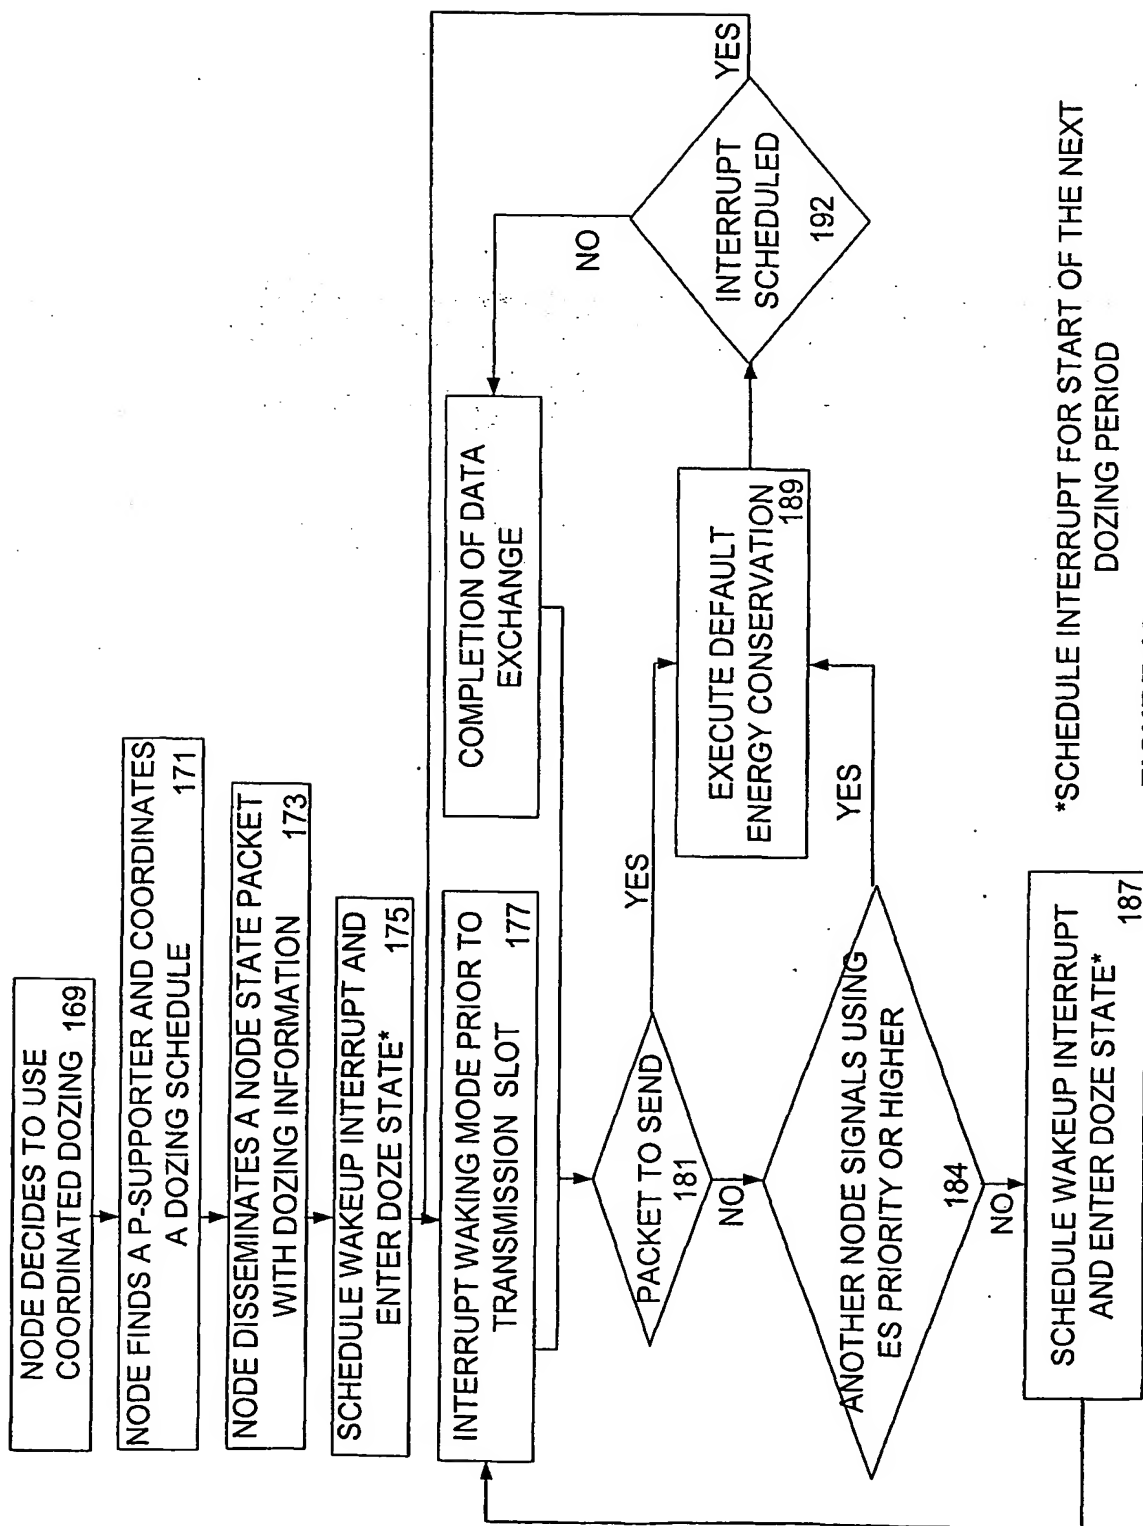 NODE DECIDES TO USE
COORDINATED DOZING 169
NODE FINDS A P-SUPPORTER AND COORDINATES
A DOZING SCHEDULE 171
NODE DISSEMINATES A NODE STATE PACKET
WITH DOZING INFORMATION 173
SCHEDULE WAKEUP INTERRUPT AND
ENTER DOZE STATE* 175
INTERRUPT WAKING MODE PRIOR TO
TRANSMISSION SLOT 177
COMPLETION OF DATA
EXCHANGE
NO
YES
INTERRUPT
SCHEDULED
192
PACKET TO SEND
181
YES
NO
EXECUTE DEFAULT
ENERGY CONSERVATION
189
ANOTHER NODE SIGNALS USING
ES PRIORITY OR HIGHER
184
YES
NO
SCHEDULE WAKEUP INTERRUPT
AND ENTER DOZE STATE*
187
*SCHEDULE INTERRUPT FOR START OF THE NEXT
DOZING PERIOD